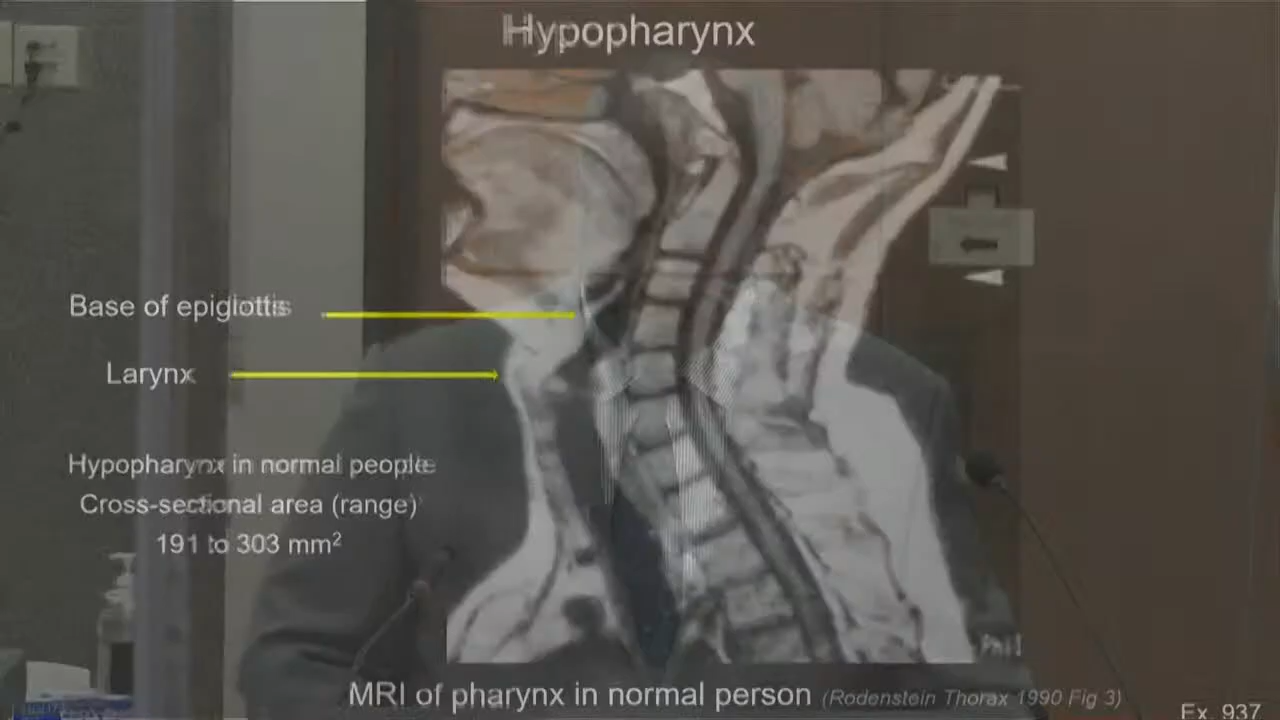 Hypopharynx
Base of epiglottis
Larynx
Hypopharynx in normal people
Cross-sectional area (range)
191 to 303 mm²
MRI of pharynx in normal person (Rodenstein Thorax 1990 Fig 3)
Ex. 937